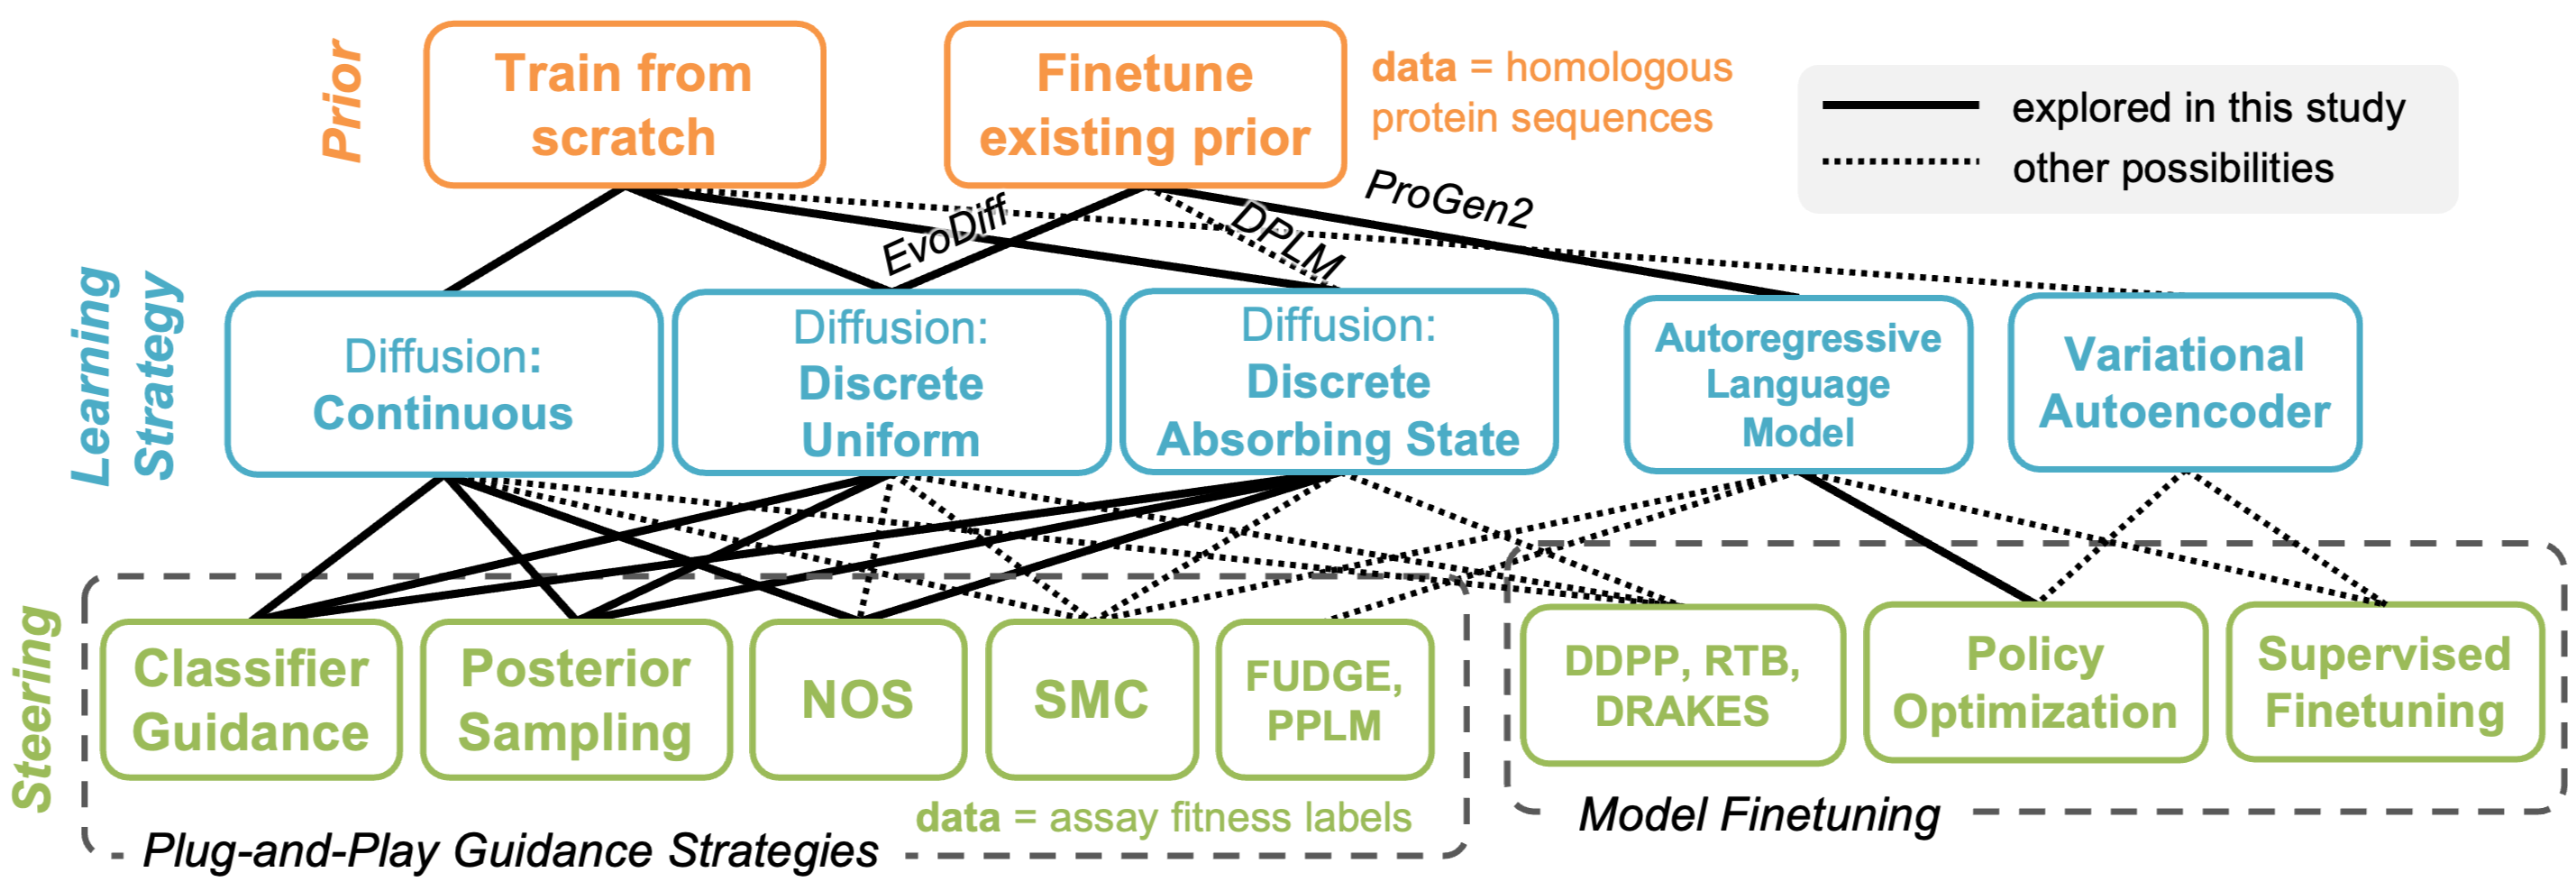 Prior
Train from
scratch
Finetune
existing prior
data = homologous
protein sequences
explored in this study
other possibilities
EvoDiff
DPLM
ProGen2
Learning
Strategy
Diffusion:
Continuous
Diffusion:
Discrete
Uniform
Diffusion:
Discrete
Absorbing State
Autoregressive
Language
Model
Variational
Autoencoder
Steering
Classifier
Guidance
Posterior
Sampling
NOS
SMC
FUDGE,
PPLM
DDPP, RTB,
DRAKES
Policy
Optimization
Supervised
Finetuning
data = assay fitness labels
Plug-and-Play Guidance Strategies
Model Finetuning